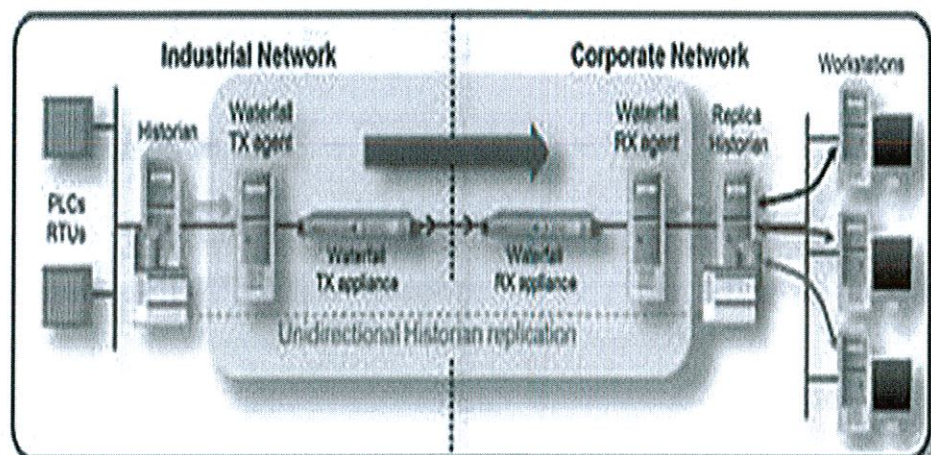 Industrial Network
Corporate Network
Workstations
Historian
Waterfall
TX agent
Waterfall
RX agent
Replica
Historian
PLCs
RTUs
Waterfall
TX appliance
Waterfall
RX appliance
Unidirectional Historian replication